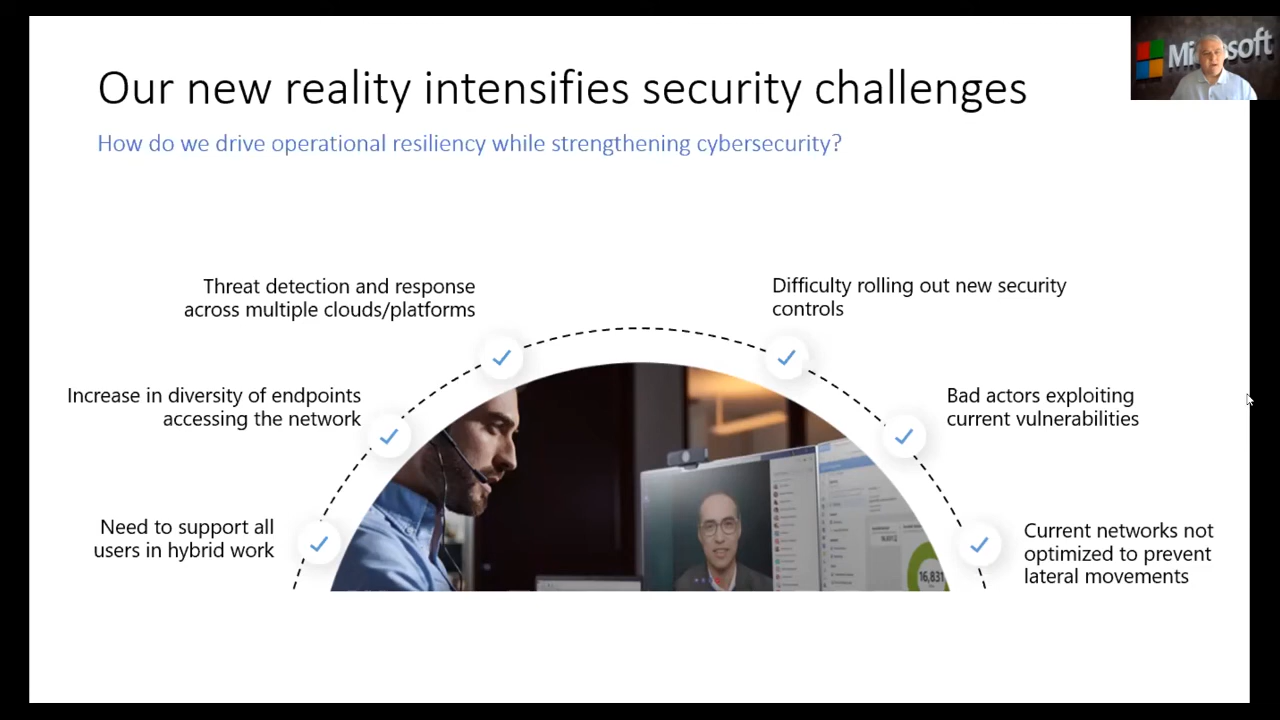 Our new reality intensifies security challenges
How do we drive operational resiliency while strengthening cybersecurity?
Threat detection and response
across multiple clouds/platforms
Increase in diversity of endpoints
accessing the network
Need to support all
users in hybrid work
Difficulty rolling out new security
controls
Bad actors exploiting
current vulnerabilities
Current networks not
optimized to prevent
lateral movements
16,831